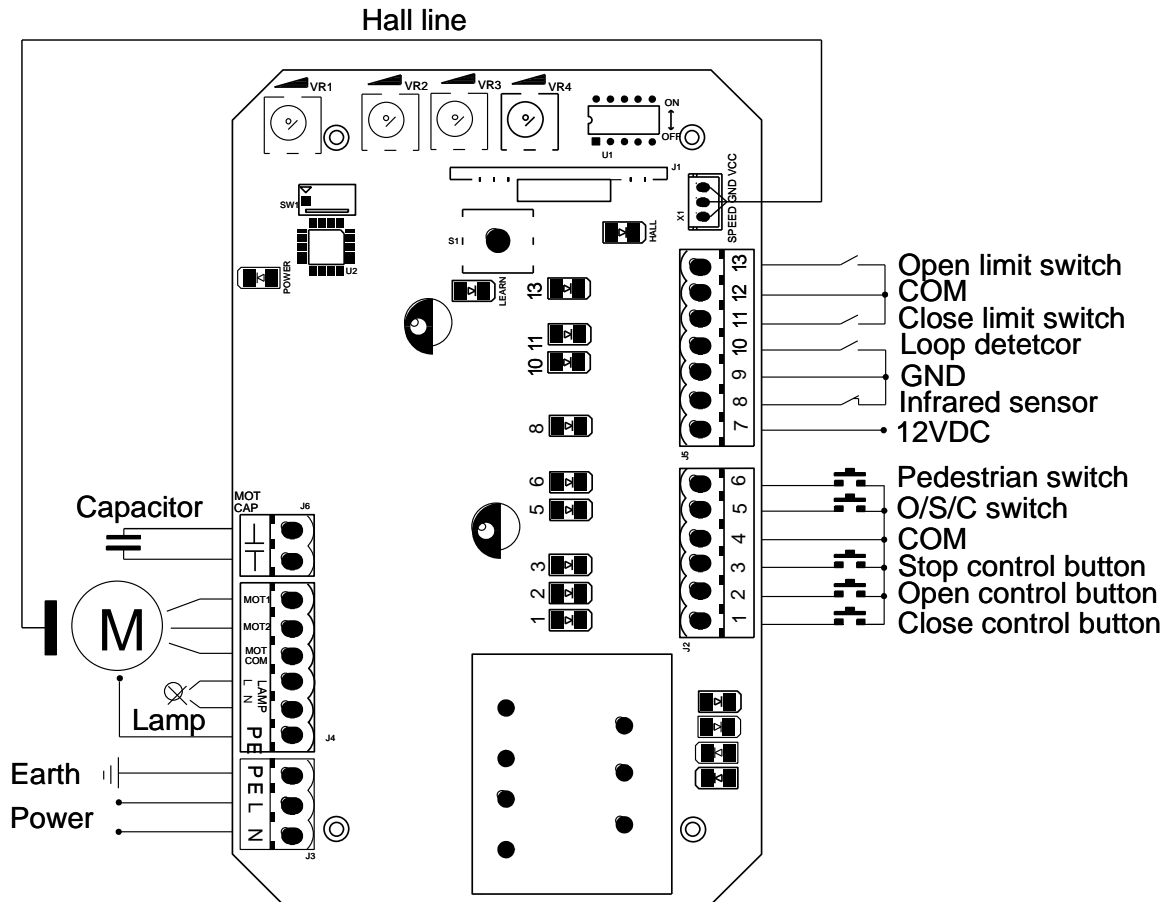 Hall line
VR1
VR2
VR3
VR4
ON
OFF
U1
J1
SW1
U2
POWER
S1
LEARN
HALL
X1
SPEED GND VCC
13
11
10
8
6
5
3
2
1
13 Open limit switch
12 COM
11 Close limit switch
10 Loop detetcor
9 GND
8 Infrared sensor
7 12VDC
J5
6 Pedestrian switch
5 O/S/C switch
4 COM
3 Stop control button
2 Open control button
1 Close control button
J2
Capacitor
MOT
CAP
J6
M
MOT1
MOT2
MOT
COM
L N
LAMP
Lamp
PE
J4
Earth
Power
PE L N
J3